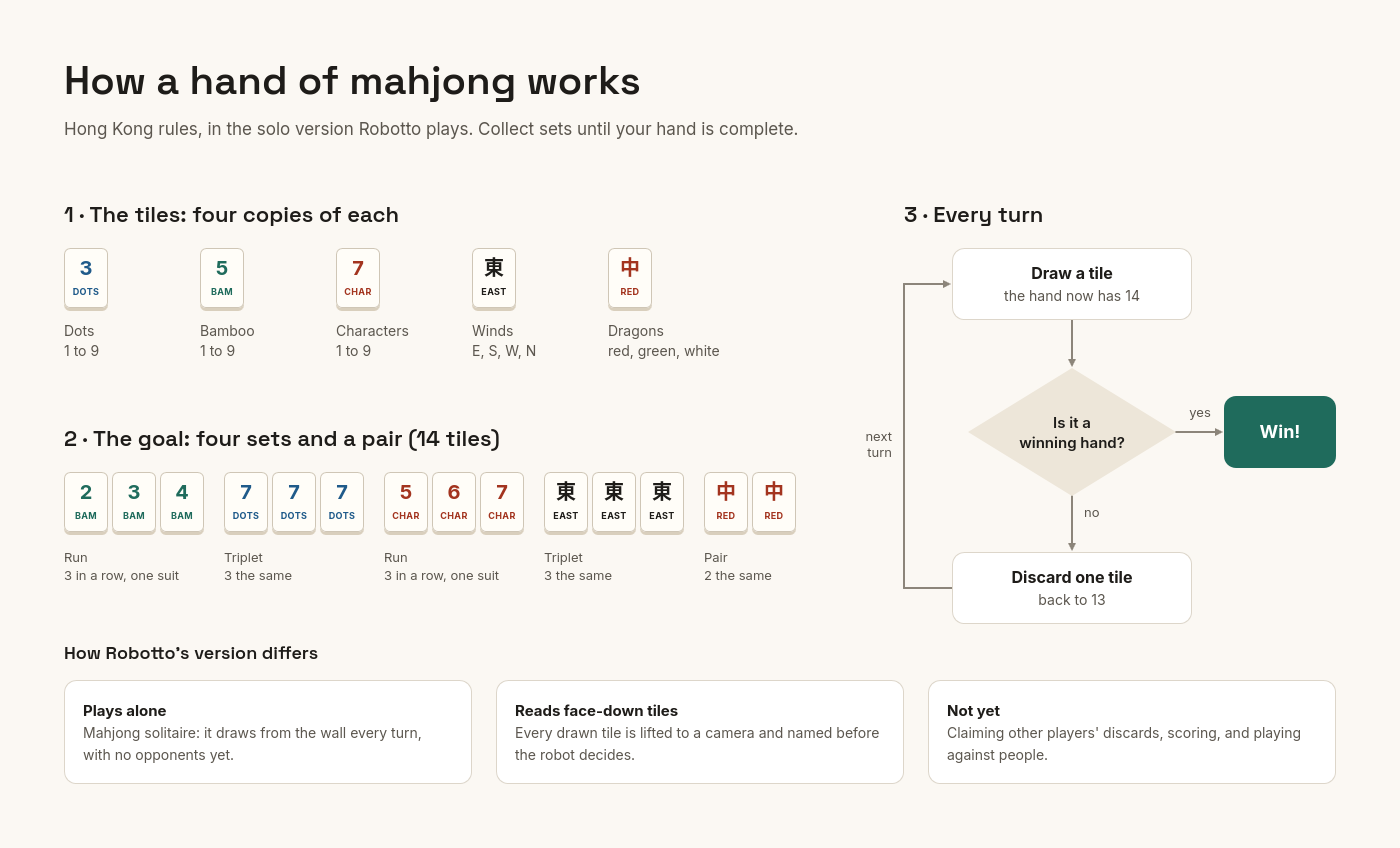 How a hand of mahjong works
Hong Kong rules, in the solo version Robotto plays. Collect sets until your hand is complete.
1 · The tiles: four copies of each
3
DOTS
5
BAM
7
CHAR
東
EAST
中
RED
Dots
1 to 9
Bamboo
1 to 9
Characters
1 to 9
Winds
E, S, W, N
Dragons
red, green, white
2 · The goal: four sets and a pair (14 tiles)
2
BAM
3
BAM
4
BAM
Run
3 in a row, one suit
7
DOTS
7
DOTS
7
DOTS
Triplet
3 the same
5
CHAR
6
CHAR
7
CHAR
Run
3 in a row, one suit
東
EAST
東
EAST
東
EAST
Triplet
3 the same
中
RED
中
RED
Pair
2 the same
3 · Every turn
Draw a tile
the hand now has 14
Is it a
winning hand?
yes
Win!
no
Discard one tile
back to 13
next
turn
How Robotto's version differs
Plays alone
Mahjong solitaire: it draws from the wall every turn,
with no opponents yet.
Reads face-down tiles
Every drawn tile is lifted to a camera and named before
the robot decides.
Not yet
Claiming other players' discards, scoring, and playing
against people.